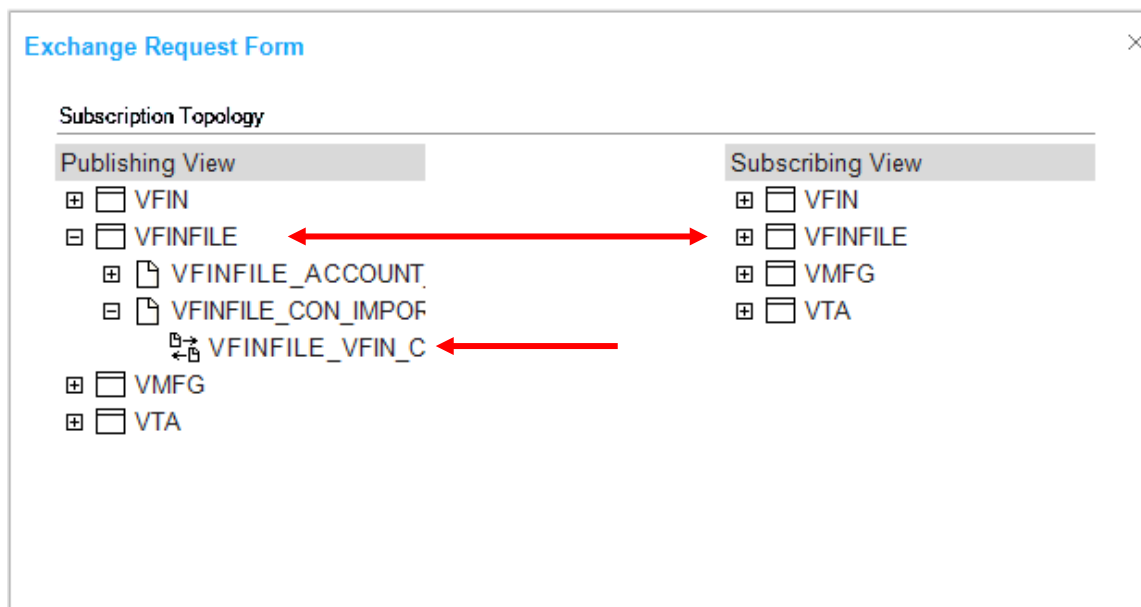 Exchange Request Form
Subscription Topology
Publishing View
VFIN
VFINFILE
VFINFILE_ACCOUNT_
VFINFILE_CON_IMPOR
VFINFILE_VFIN_C
VMFG
VTA
Subscribing View
VFIN
VFINFILE
VMFG
VTA